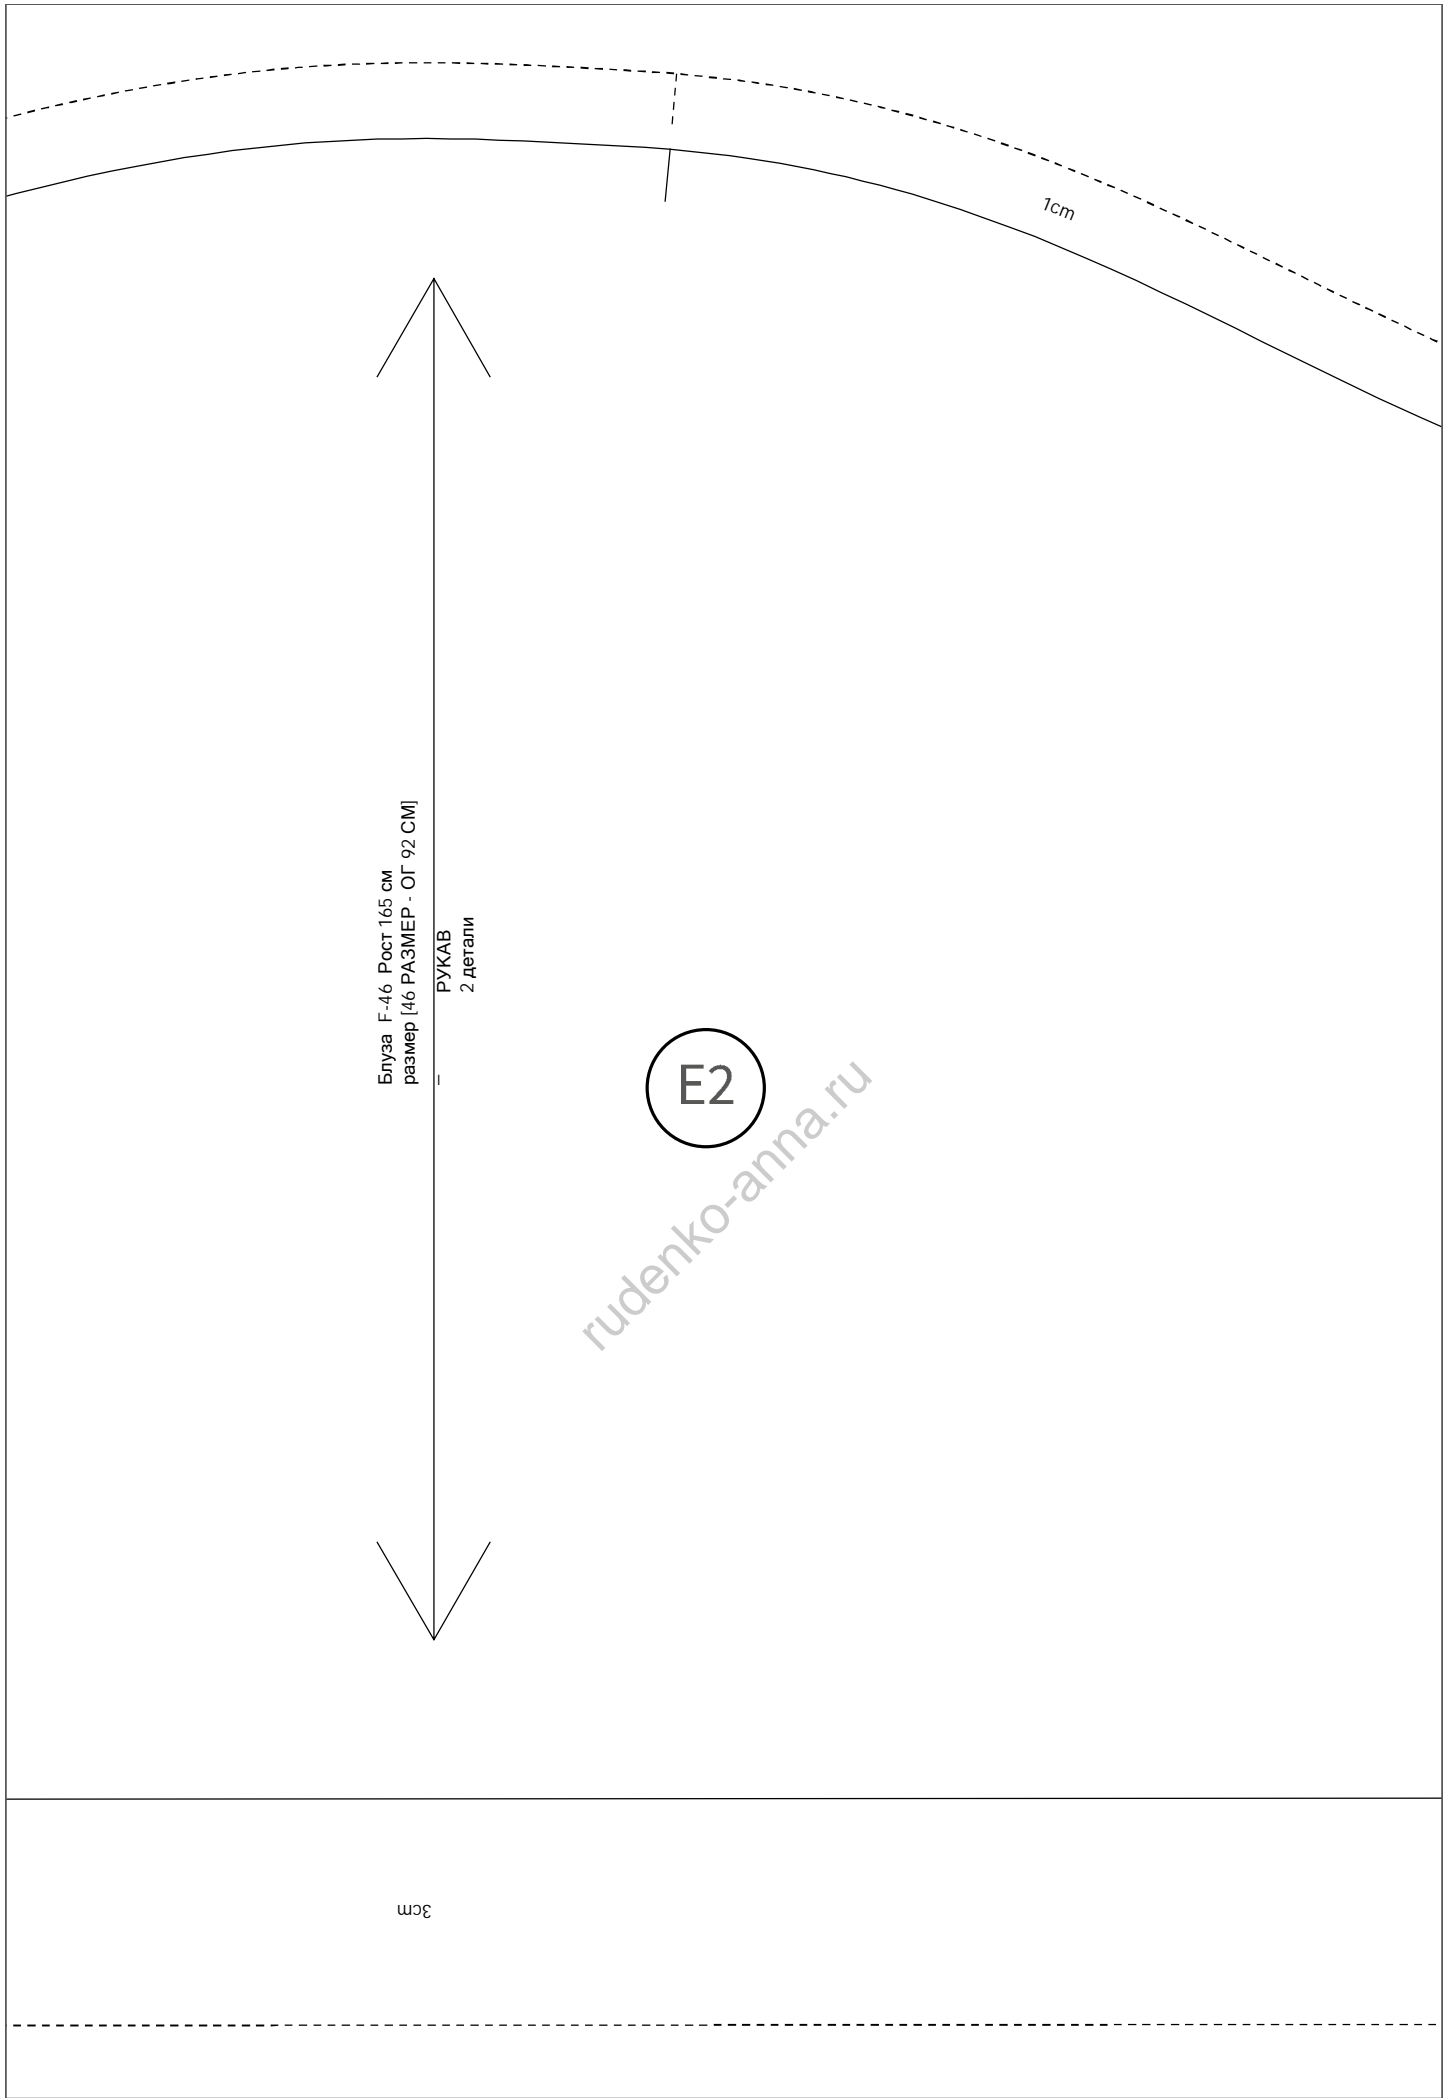 1cm
Блуза F-46 Рост 165 см
размер [46 РАЗМЕР - ОГ 92 СМ]
РУКАВ
2 детали
E2
rudenko-anna.ru
3cm